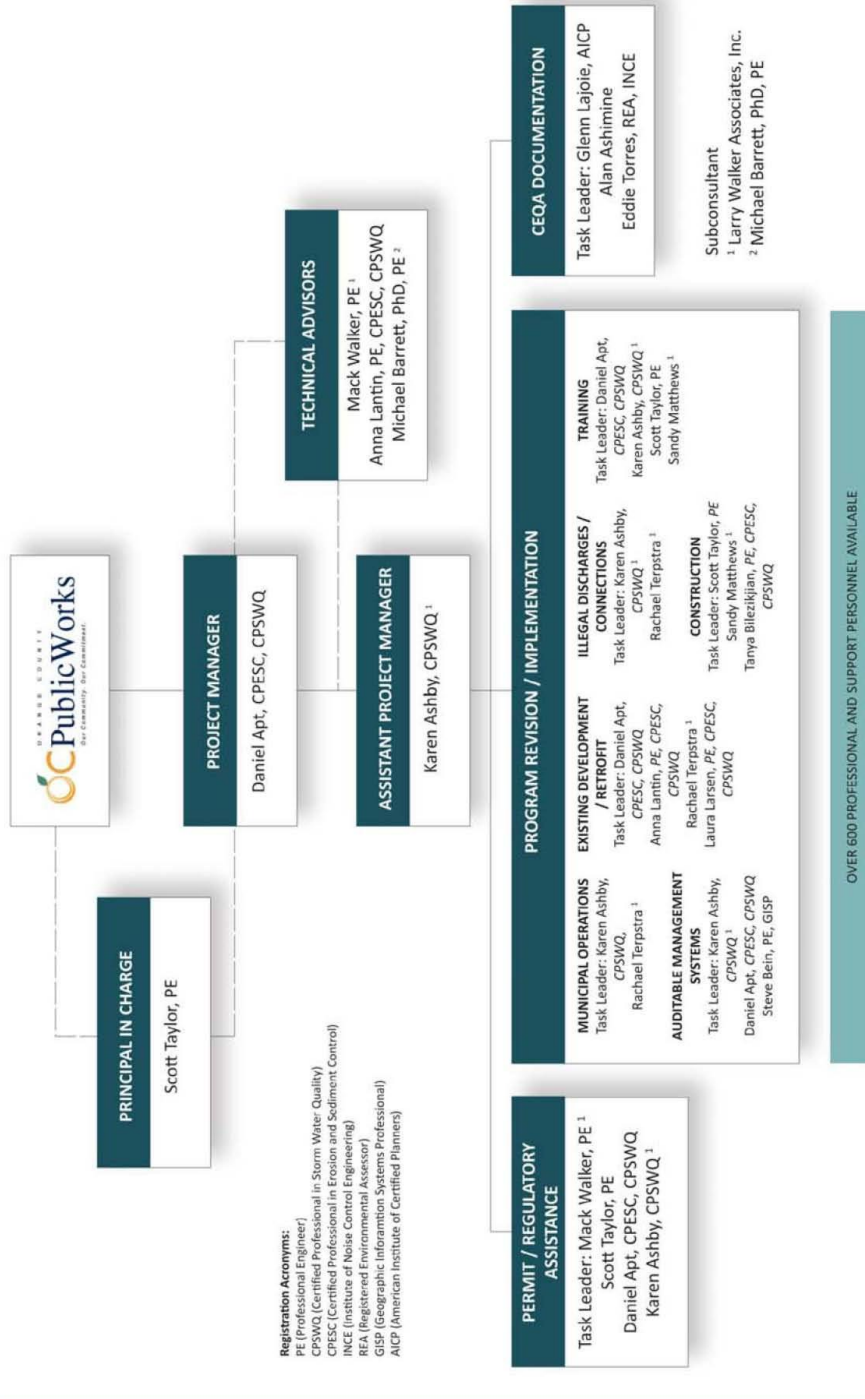 ORANGE COUNTY
OCPublicWorks
Our Community. Our Commitment.
PRINCIPAL IN CHARGE
Scott Taylor, PE
PROJECT MANAGER
Daniel Apt, CPESC, CPSWQ
TECHNICAL ADVISORS
Mack Walker, PE ¹
Anna Lantin, PE, CPESC, CPSWQ
Michael Barrett, PhD, PE ²
ASSISTANT PROJECT MANAGER
Karen Ashby, CPSWQ ¹
Registration Acronyms:
PE (Professional Engineer)
CPSWQ (Certified Professional in Storm Water Quality)
CPESC (Certified Professional in Erosion and Sediment Control)
INCE (Institute of Noise Control Engineering)
REA (Registered Environmental Assessor)
GISP (Geographic Inforamtion Systems Professional)
AICP (American Institute of Certified Planners)
PERMIT / REGULATORY
ASSISTANCE
Task Leader: Mack Walker, PE ¹
Scott Taylor, PE
Daniel Apt, CPESC, CPSWQ
Karen Ashby, CPSWQ ¹
PROGRAM REVISION / IMPLEMENTATION
MUNICIPAL OPERATIONS
Task Leader: Karen Ashby,
CPSWQ,
Rachael Terpstra ¹
AUDITABLE MANAGEMENT
SYSTEMS
Task Leader: Karen Ashby,
CPSWQ ¹
Daniel Apt, CPESC, CPSWQ
Steve Bein, PE, GISP
EXISTING DEVELOPMENT
/ RETROFIT
Task Leader: Daniel Apt,
CPESC, CPSWQ
Anna Lantin, PE, CPESC,
CPSWQ
Rachael Terpstra ¹
Laura Larsen, PE, CPESC,
CPSWQ
ILLEGAL DISCHARGES /
CONNECTIONS
Task Leader: Karen Ashby,
CPSWQ ¹
Rachael Terpstra ¹
CONSTRUCTION
Task Leader: Scott Taylor, PE
Sandy Matthews ¹
Tanya Bilezikjian, PE, CPESC,
CPSWQ
TRAINING
Task Leader: Daniel Apt,
CPESC, CPSWQ
Karen Ashby, CPSWQ ¹
Scott Taylor, PE
Sandy Matthews ¹
CEQA DOCUMENTATION
Task Leader: Glenn Lajoie, AICP
Alan Ashimine
Eddie Torres, REA, INCE
Subconsultant
¹ Larry Walker Associates, Inc.
² Michael Barrett, PhD, PE
OVER 600 PROFESSIONAL AND SUPPORT PERSONNEL AVAILABLE